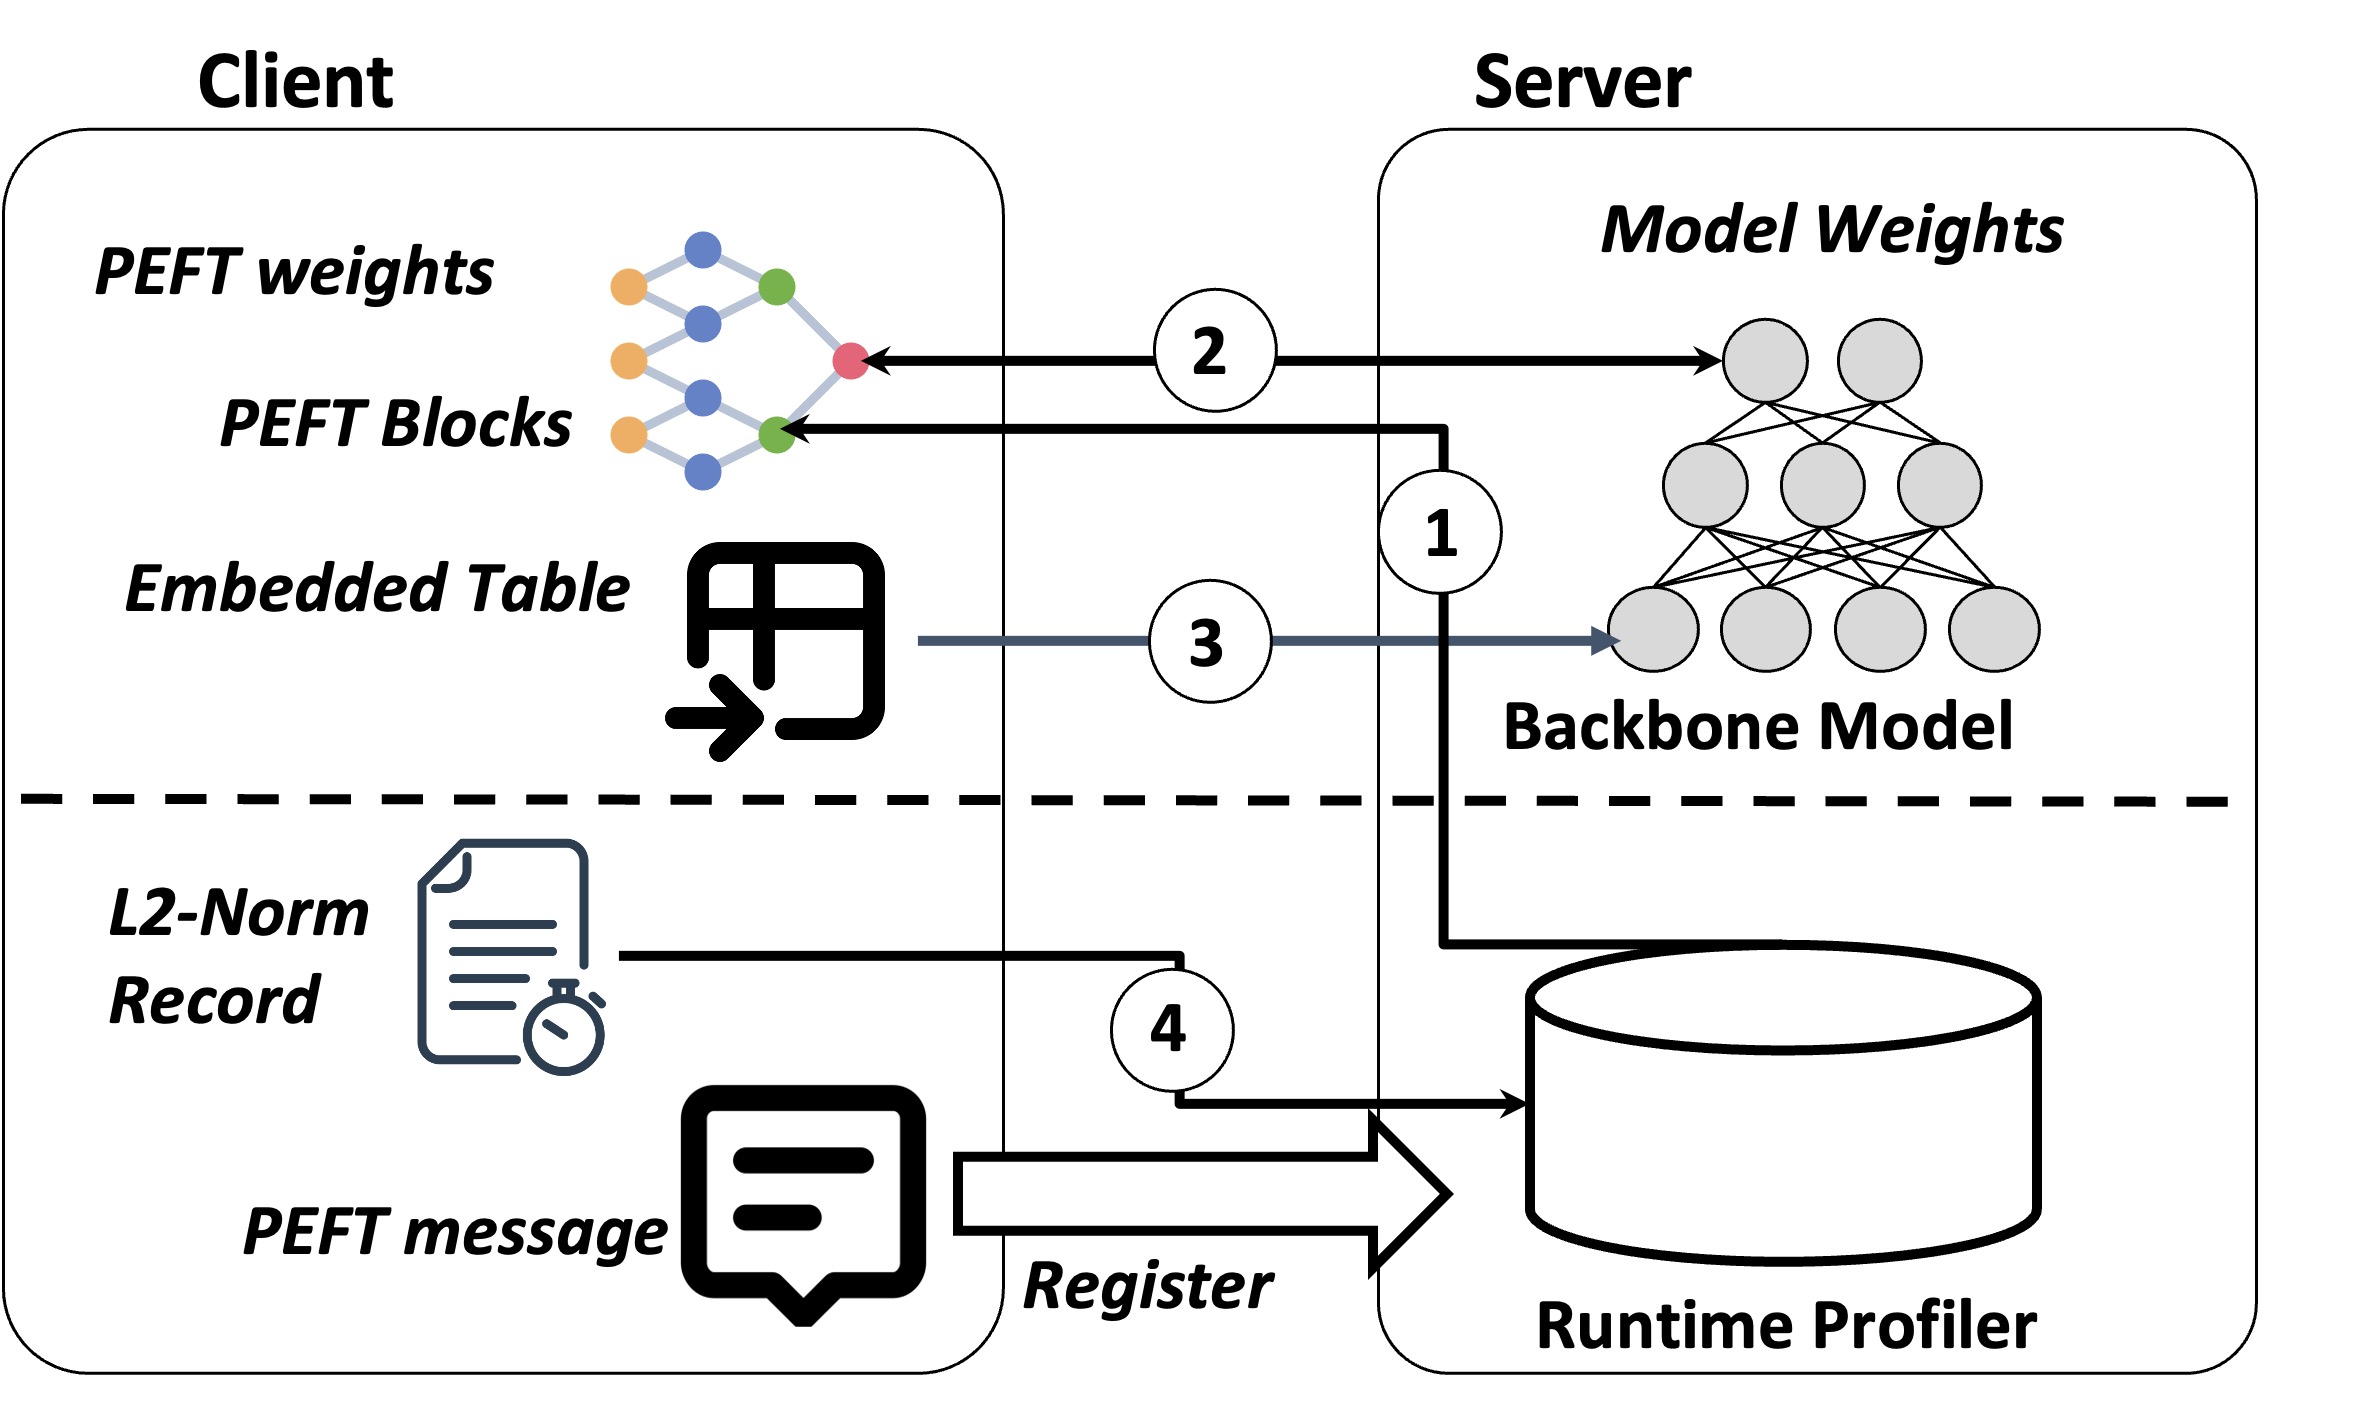 Client
Server
PEFT weights
Model Weights
2
PEFT Blocks
1
Embedded Table
3
Backbone Model
L2-Norm
Record
4
PEFT message
Register
Runtime Profiler